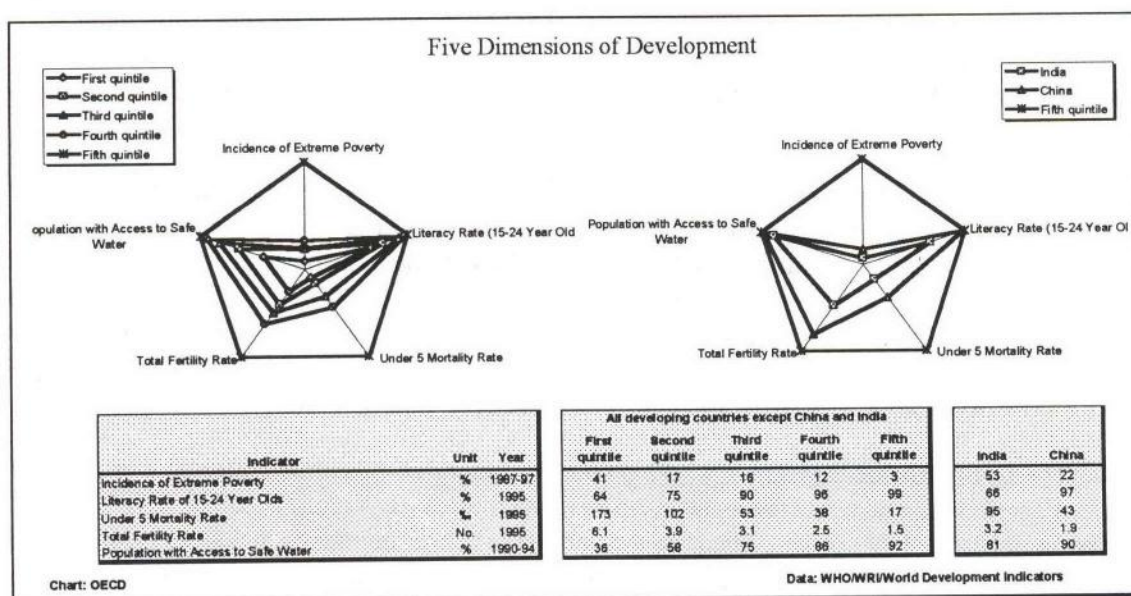 Five Dimensions of Development
First quintile
Second quintile
Third quintile
Fourth quintile
Fifth quintile
India
China
Fifth quintile
Incidence of Extreme Poverty
opulation with Access to Safe
Water
Literacy Rate (15-24 Year Old
Total Fertility Rate
Under 5 Mortality Rate
Incidence of Extreme Poverty
Population with Access to Safe
Water
Literacy Rate (15-24 Year Ol
Total Fertility Rate
Under 5 Mortality Rate
All developing countries except China and India
Indicator Unit Year First quintile Second quintile Third quintile Fourth quintile Fifth quintile India China
Incidence of Extreme Poverty % 1987-97 41 17 16 12 3 53 22
Literacy Rate of 15-24 Year Olds % 1995 64 75 90 96 99 66 97
Under 5 Mortality Rate ‰ 1995 173 102 53 38 17 95 43
Total Fertility Rate No. 1995 6.1 3.9 3.1 2.5 1.5 3.2 1.9
Population with Access to Safe Water % 1990-94 36 58 75 86 92 81 90
Chart: OECD
Data: WHO/WRI/World Development Indicators